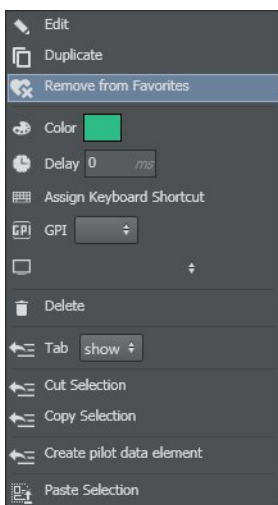 Edit
Duplicate
Remove from Favorites
Color
Delay 0 ms
Assign Keyboard Shortcut
GPI GPI
Delete
Tab show
Cut Selection
Copy Selection
Create pilot data element
Paste Selection